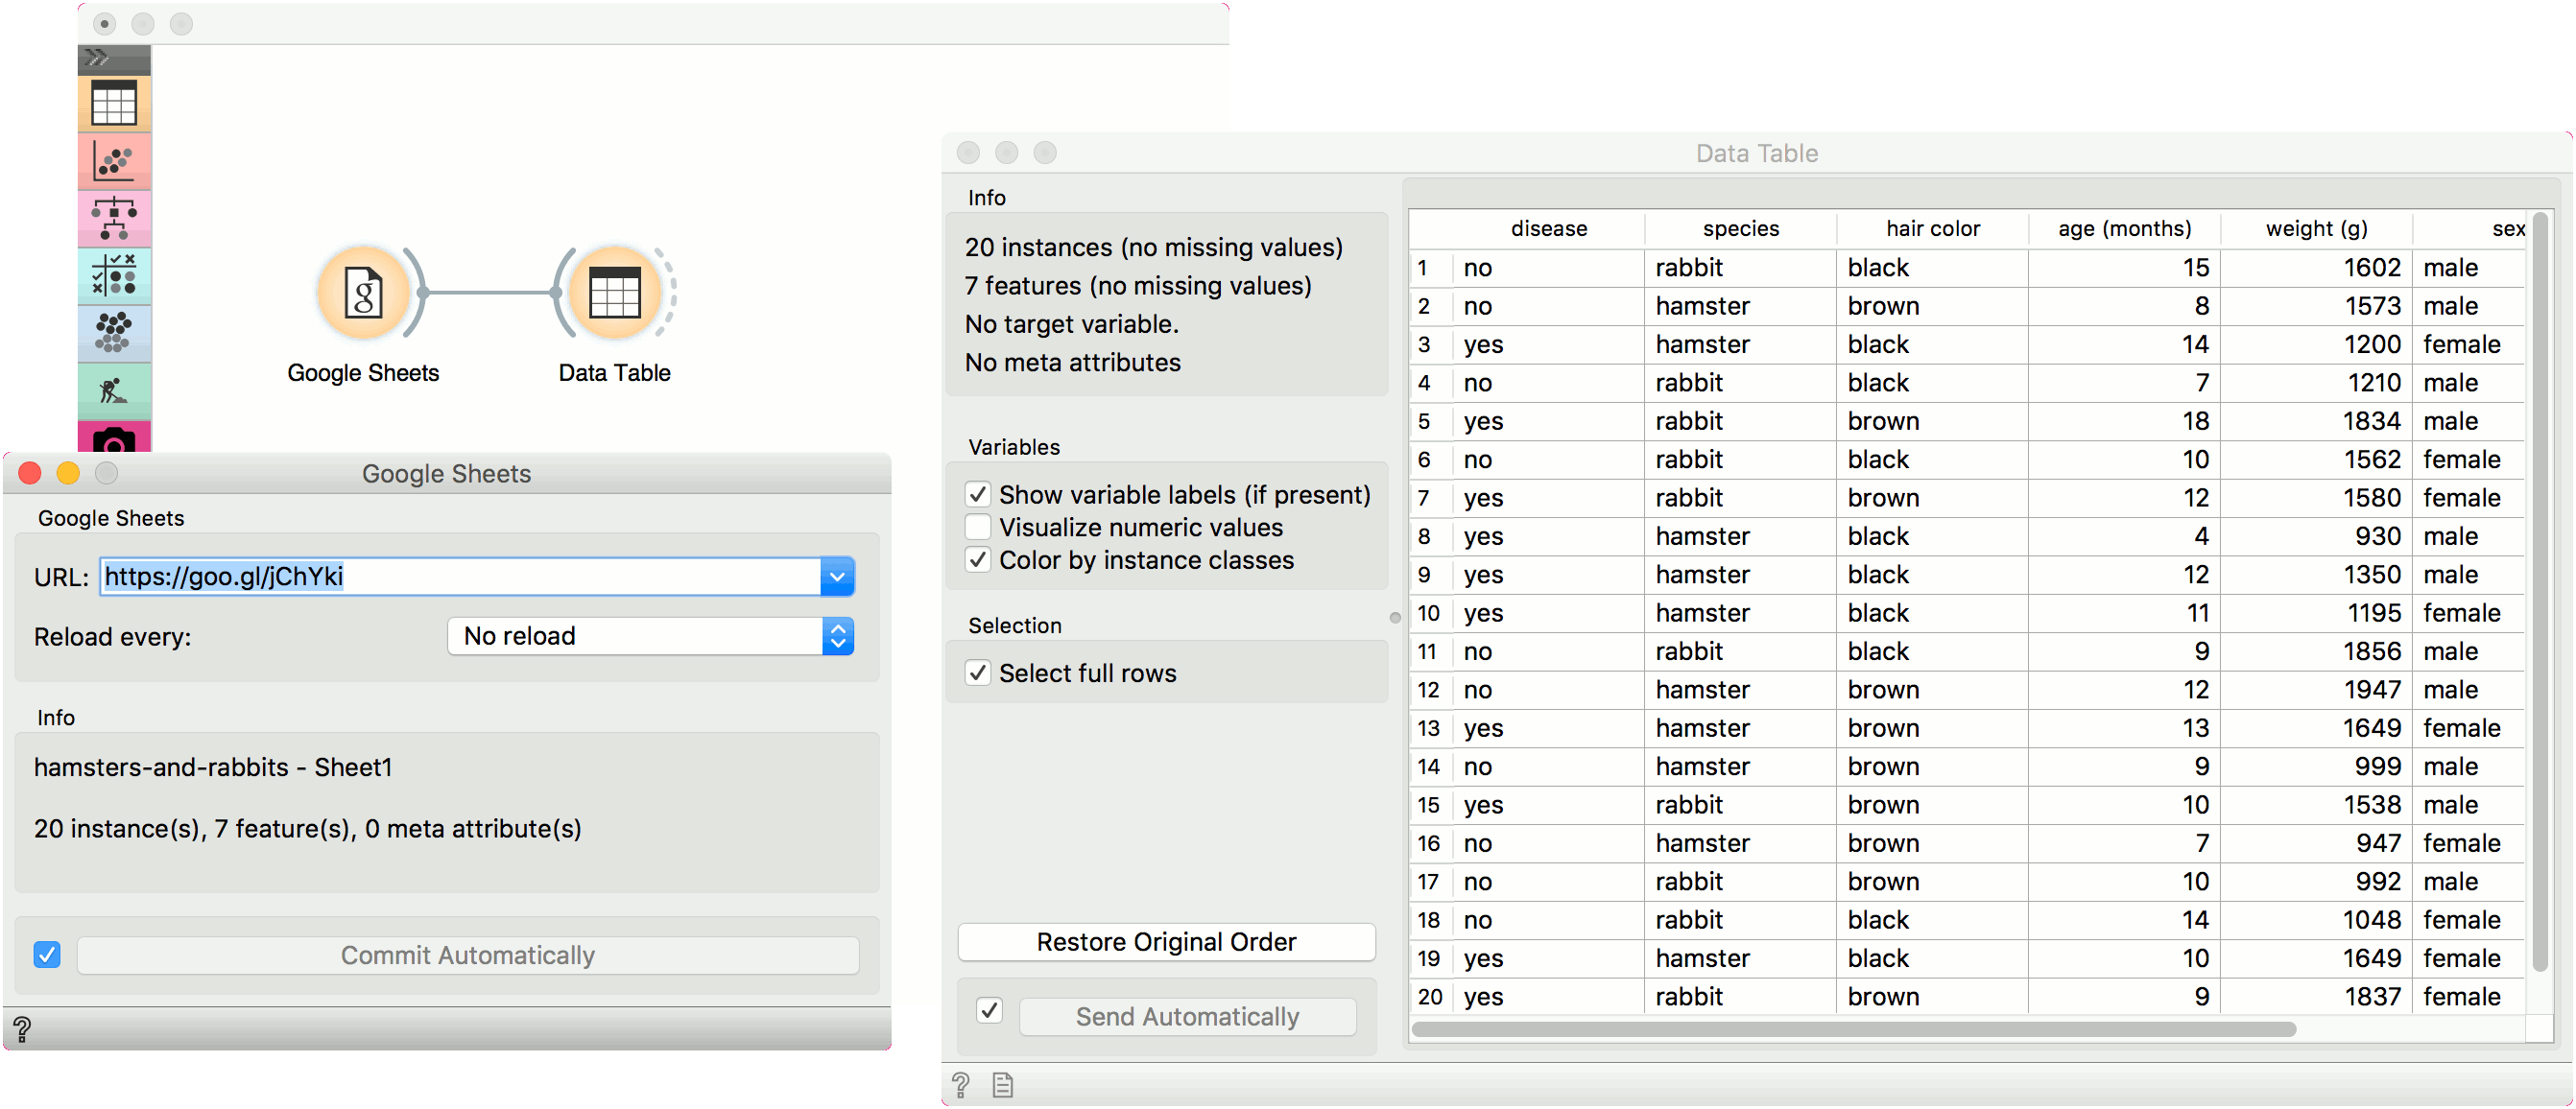 Google Sheets
Data Table
Google Sheets
Google Sheets
URL: https://goo.gl/jChYki
Reload every: No reload
Info
hamsters-and-rabbits - Sheet1
20 instance(s), 7 feature(s), 0 meta attribute(s)
Commit Automatically
?
Data Table
Info
20 instances (no missing values)
7 features (no missing values)
No target variable.
No meta attributes
Variables
Show variable labels (if present)
Visualize numeric values
Color by instance classes
Selection
Select full rows
Restore Original Order
Send Automatically
?
disease species hair color age (months) weight (g) sex
1 no rabbit black 15 1602 male
2 no hamster brown 8 1573 male
3 yes hamster black 14 1200 female
4 no rabbit black 7 1210 male
5 yes rabbit brown 18 1834 male
6 no rabbit black 10 1562 female
7 yes rabbit brown 12 1580 female
8 yes hamster black 4 930 male
9 yes hamster black 12 1350 male
10 yes hamster black 11 1195 female
11 no rabbit black 9 1856 male
12 no hamster brown 12 1947 male
13 yes hamster brown 13 1649 female
14 no hamster brown 9 999 male
15 yes rabbit brown 10 1538 male
16 no hamster brown 7 947 female
17 no rabbit brown 10 992 male
18 no rabbit black 14 1048 female
19 yes hamster black 10 1649 female
20 yes rabbit brown 9 1837 female